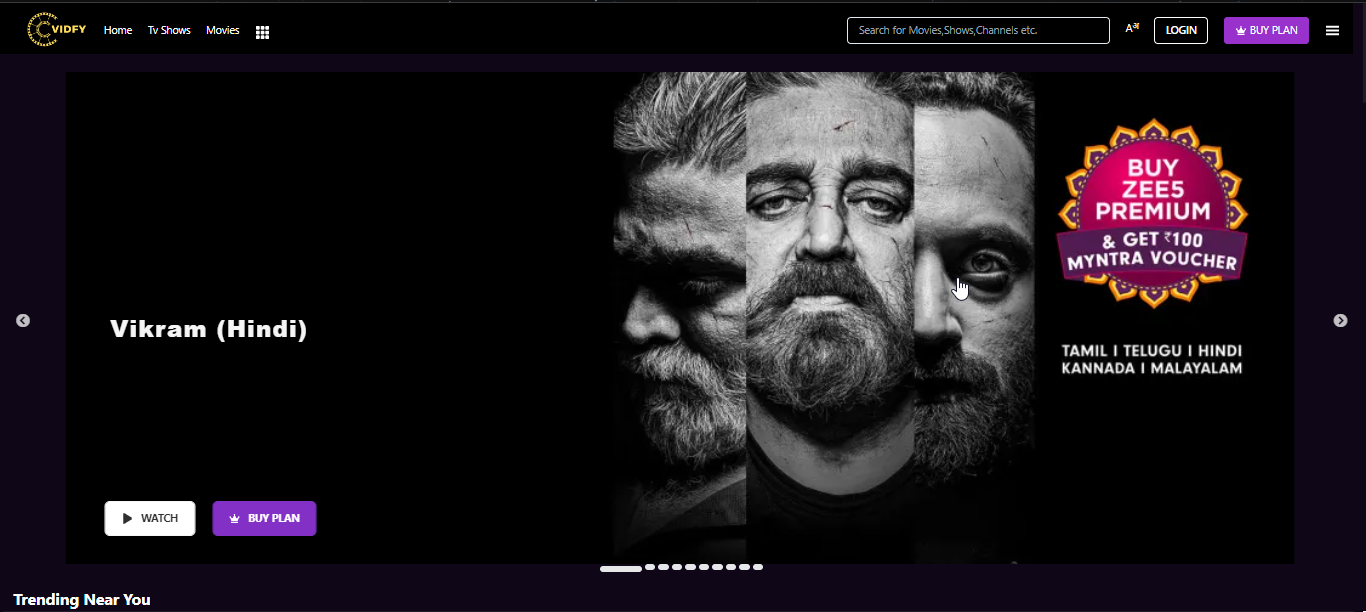 VIDFY
Home
Tv Shows
Movies
Search for Movies,Shows,Channels etc.
Aअ
LOGIN
BUY PLAN
BUY
ZEE5
PREMIUM
& GET ₹100
MYNTRA VOUCHER
Vikram (Hindi)
TAMIL I TELUGU I HINDI
KANNADA I MALAYALAM
WATCH
BUY PLAN
Trending Near You